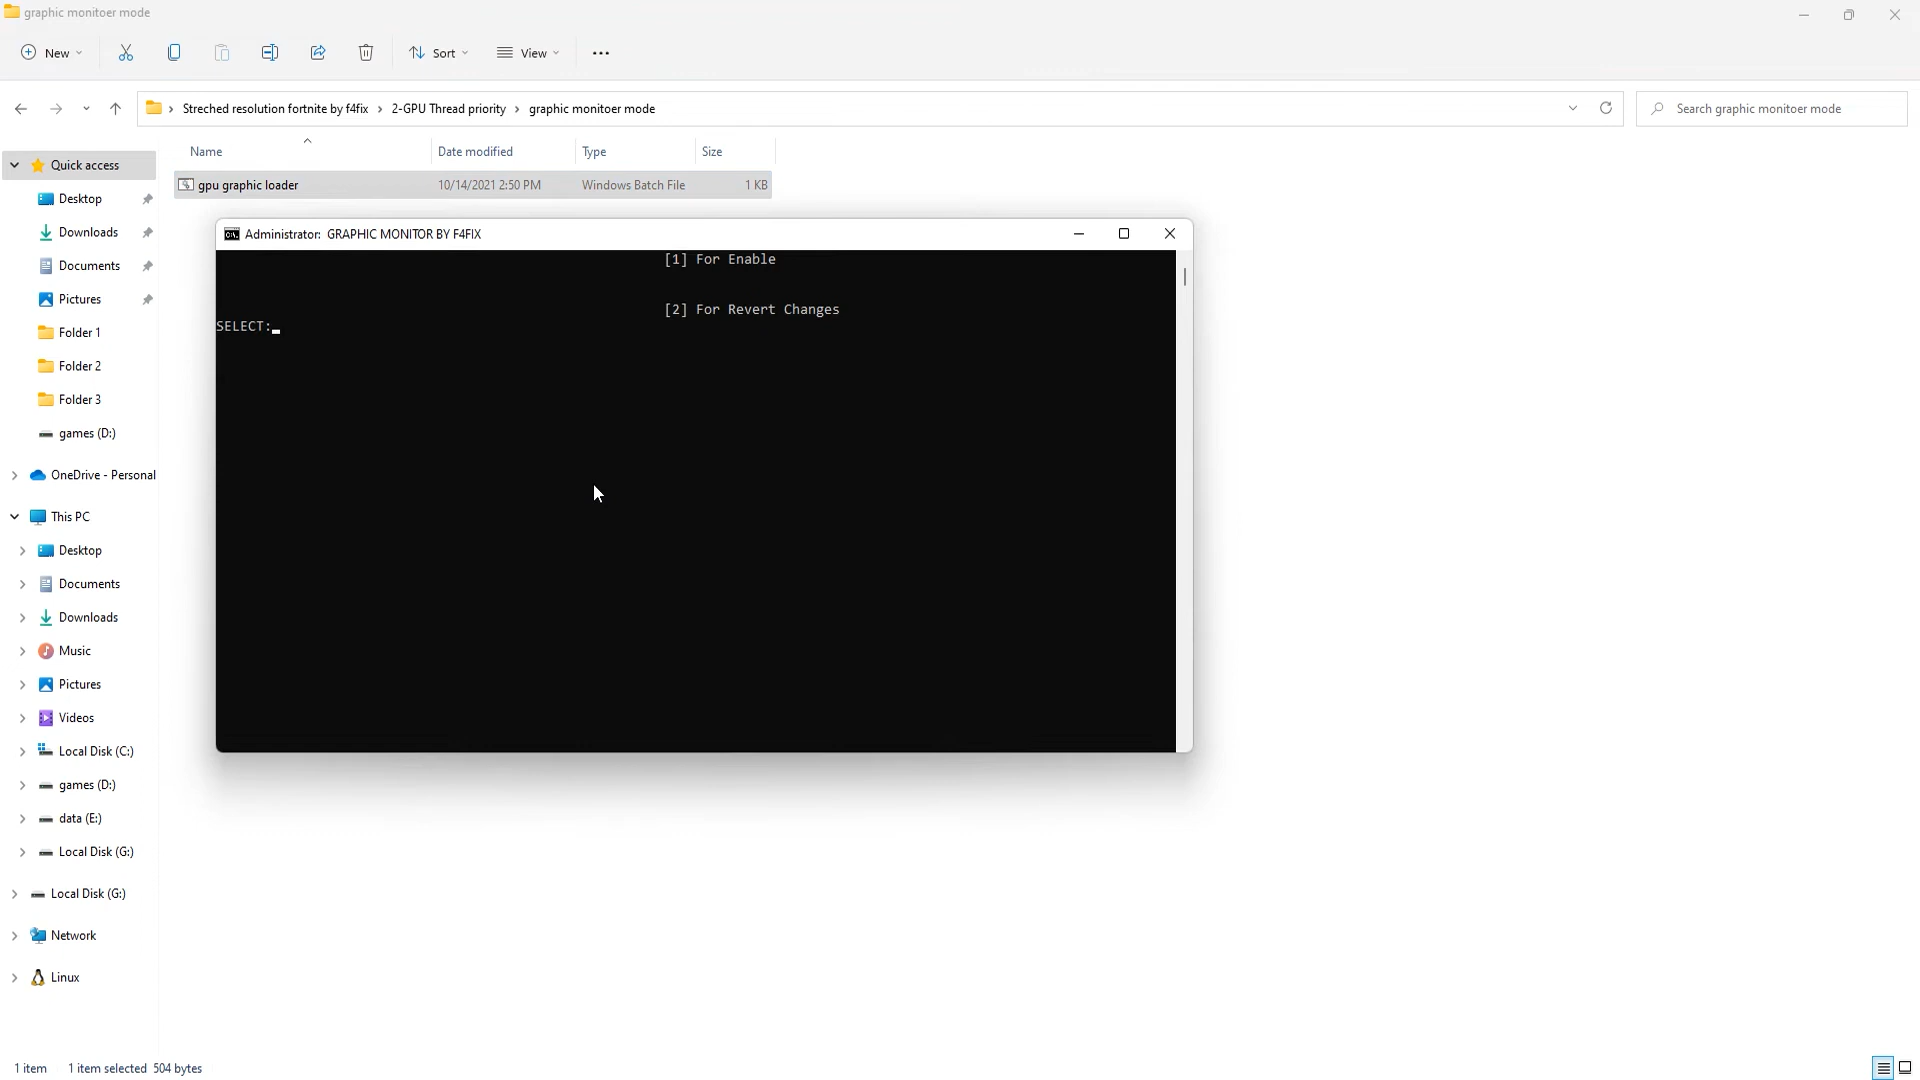 graphic monitoer mode
New
Sort
View
Streched resolution fortnite by f4fix > 2-GPU Thread priority > graphic monitoer mode
Search graphic monitoer mode
Name Date modified Type Size
gpu graphic loader 10/14/2021 2:50 PM Windows Batch File 1 KB
Quick access
Desktop
Downloads
Documents
Pictures
Folder 1
Folder 2
Folder 3
games (D:)
OneDrive - Personal
This PC
Desktop
Documents
Downloads
Music
Pictures
Videos
Local Disk (C:)
games (D:)
data (E:)
Local Disk (G:)
Local Disk (G:)
Network
Linux
C:\.
Administrator: GRAPHIC MONITOR BY F4FIX
[1] For Enable
[2] For Revert Changes
SELECT:
1 item 1 item selected 504 bytes